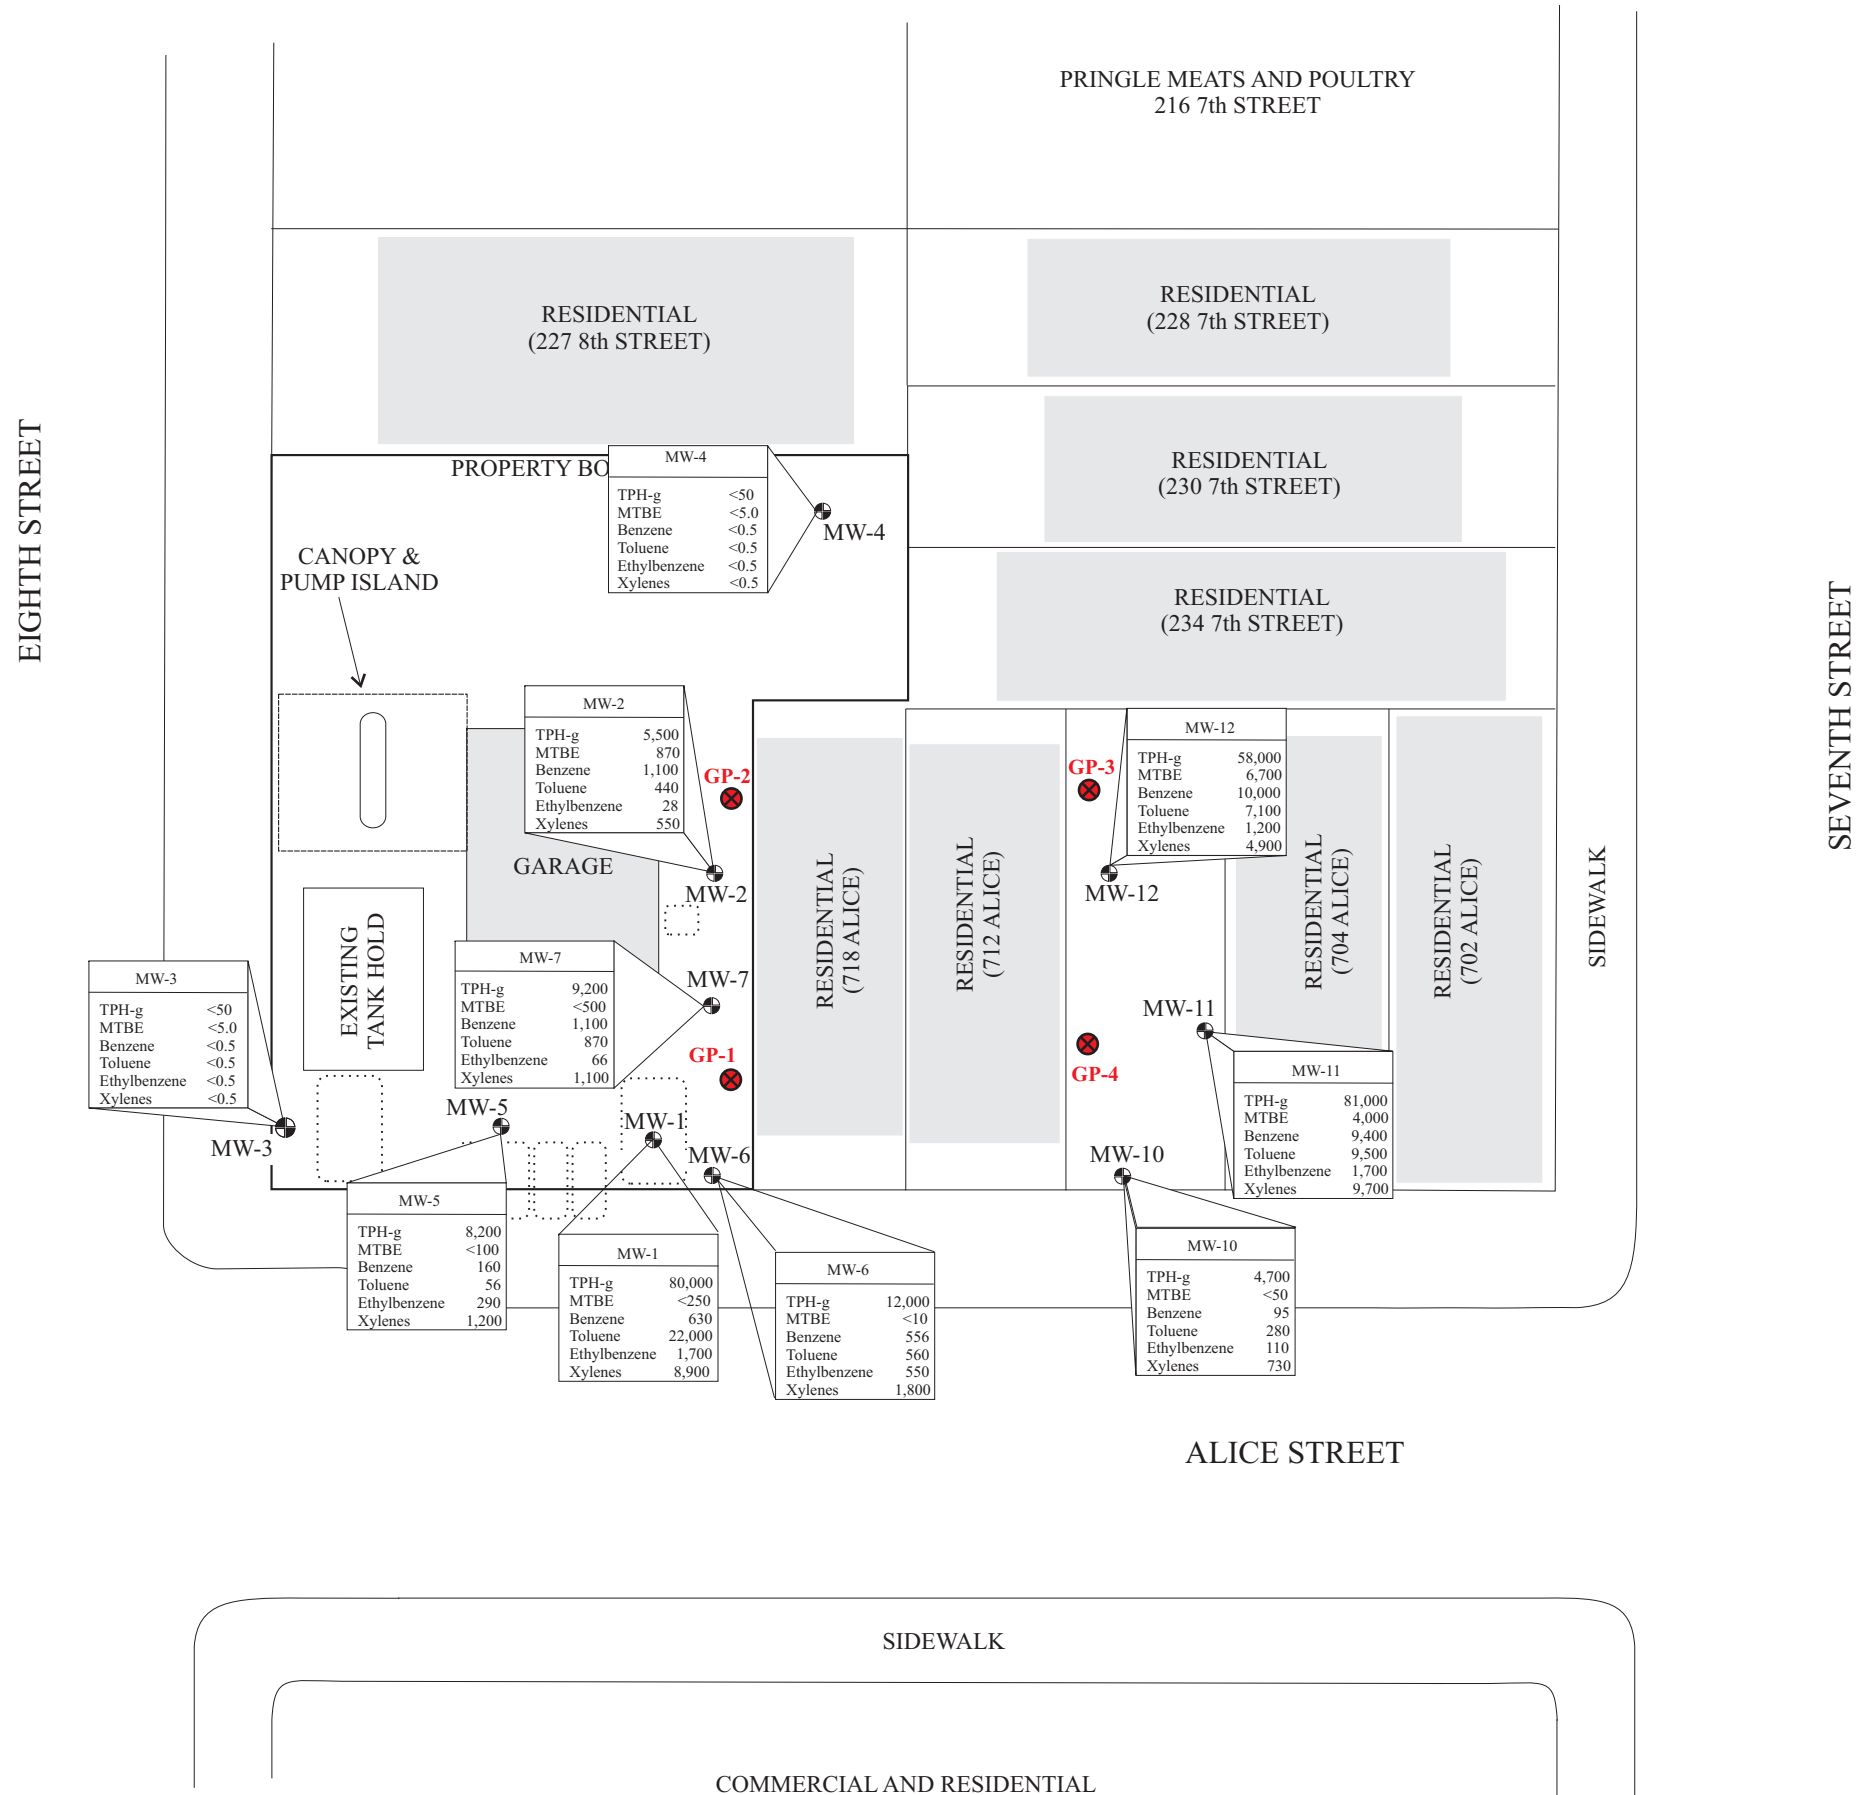 PRINGLE MEATS AND POULTRY
216 7th STREET
RESIDENTIAL
(227 8th STREET)
RESIDENTIAL
(228 7th STREET)
EIGHTH STREET
PROPERTY BO
MW-4
TPH-g <50
MTBE <5.0
Benzene <0.5
Toluene <0.5
Ethylbenzene <0.5
Xylenes <0.5
MW-4
RESIDENTIAL
(230 7th STREET)
CANOPY &
PUMP ISLAND
RESIDENTIAL
(234 7th STREET)
SEVENTH STREET
MW-2
TPH-g 5,500
MTBE 870
Benzene 1,100
Toluene 440
Ethylbenzene 28
Xylenes 550
GP-2
GARAGE
MW-2
GP-3
MW-12
TPH-g 58,000
MTBE 6,700
Benzene 10,000
Toluene 7,100
Ethylbenzene 1,200
Xylenes 4,900
MW-12
RESIDENTIAL
(718 ALICE)
RESIDENTIAL
(712 ALICE)
RESIDENTIAL
(704 ALICE)
RESIDENTIAL
(702 ALICE)
SIDEWALK
EXISTING
TANK HOLD
MW-3
TPH-g <50
MTBE <5.0
Benzene <0.5
Toluene <0.5
Ethylbenzene <0.5
Xylenes <0.5
MW-3
MW-7
TPH-g 9,200
MTBE <500
Benzene 1,100
Toluene 870
Ethylbenzene 66
Xylenes 1,100
MW-7
GP-1
MW-11
GP-4
MW-11
TPH-g 81,000
MTBE 4,000
Benzene 9,400
Toluene 9,500
Ethylbenzene 1,700
Xylenes 9,700
MW-5
MW-1
MW-6
MW-10
MW-5
TPH-g 8,200
MTBE <100
Benzene 160
Toluene 56
Ethylbenzene 290
Xylenes 1,200
MW-1
TPH-g 80,000
MTBE <250
Benzene 630
Toluene 22,000
Ethylbenzene 1,700
Xylenes 8,900
MW-6
TPH-g 12,000
MTBE <10
Benzene 556
Toluene 560
Ethylbenzene 550
Xylenes 1,800
MW-10
TPH-g 4,700
MTBE <50
Benzene 95
Toluene 280
Ethylbenzene 110
Xylenes 730
ALICE STREET
SIDEWALK
COMMERCIAL AND RESIDENTIAL